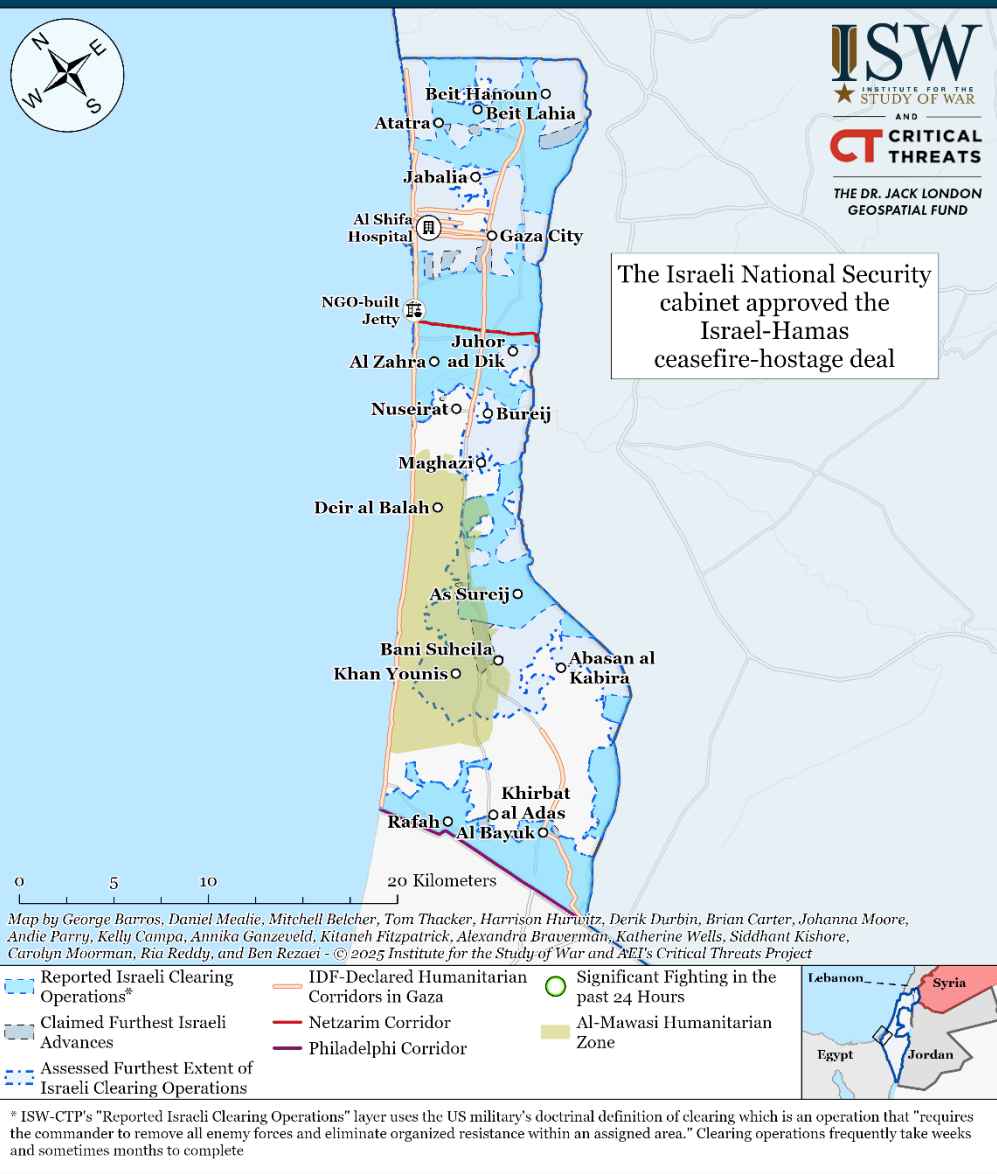 N
E
W
S
ISW
INSTITUTE FOR THE
STUDY OF WAR
AND
CT CRITICAL
THREATS
THE DR. JACK LONDON
GEOSPATIAL FUND
Beit Hanoun
Beit Lahia
Atatra
Jabalia
Al Shifa
Hospital
Gaza City
The Israeli National Security
cabinet approved the
Israel-Hamas
ceasefire-hostage deal
NGO-built
Jetty
Juhor
ad Dik
Al Zahra
Nuseirat
Bureij
Maghazi
Deir al Balah
As Sureij
Bani Suheila
Abasan al
Kabira
Khan Younis
Khirbat
al Adas
Rafah
Al Bayuk
0 5 10 20 Kilometers
Map by George Barros, Daniel Mealie, Mitchell Belcher, Tom Thacker, Harrison Hurwitz, Derik Durbin, Brian Carter, Johanna Moore,
Andie Parry, Kelly Campa, Annika Ganzeveld, Kitaneh Fitzpatrick, Alexandra Braverman, Katherine Wells, Siddhant Kishore,
Carolyn Moorman, Ria Reddy, and Ben Rezaei - © 2025 Institute for the Study of War and AEI's Critical Threats Project
Reported Israeli Clearing
Operations*
Claimed Furthest Israeli
Advances
Assessed Furthest Extent of
Israeli Clearing Operations
IDF-Declared Humanitarian
Corridors in Gaza
Netzarim Corridor
Philadelphi Corridor
Significant Fighting in the
past 24 Hours
Al-Mawasi Humanitarian
Zone
Lebanon
Syria
Egypt
Jordan
* ISW-CTP's "Reported Israeli Clearing Operations" layer uses the US military's doctrinal definition of clearing which is an operation that "requires
the commander to remove all enemy forces and eliminate organized resistance within an assigned area." Clearing operations frequently take weeks
and sometimes months to complete